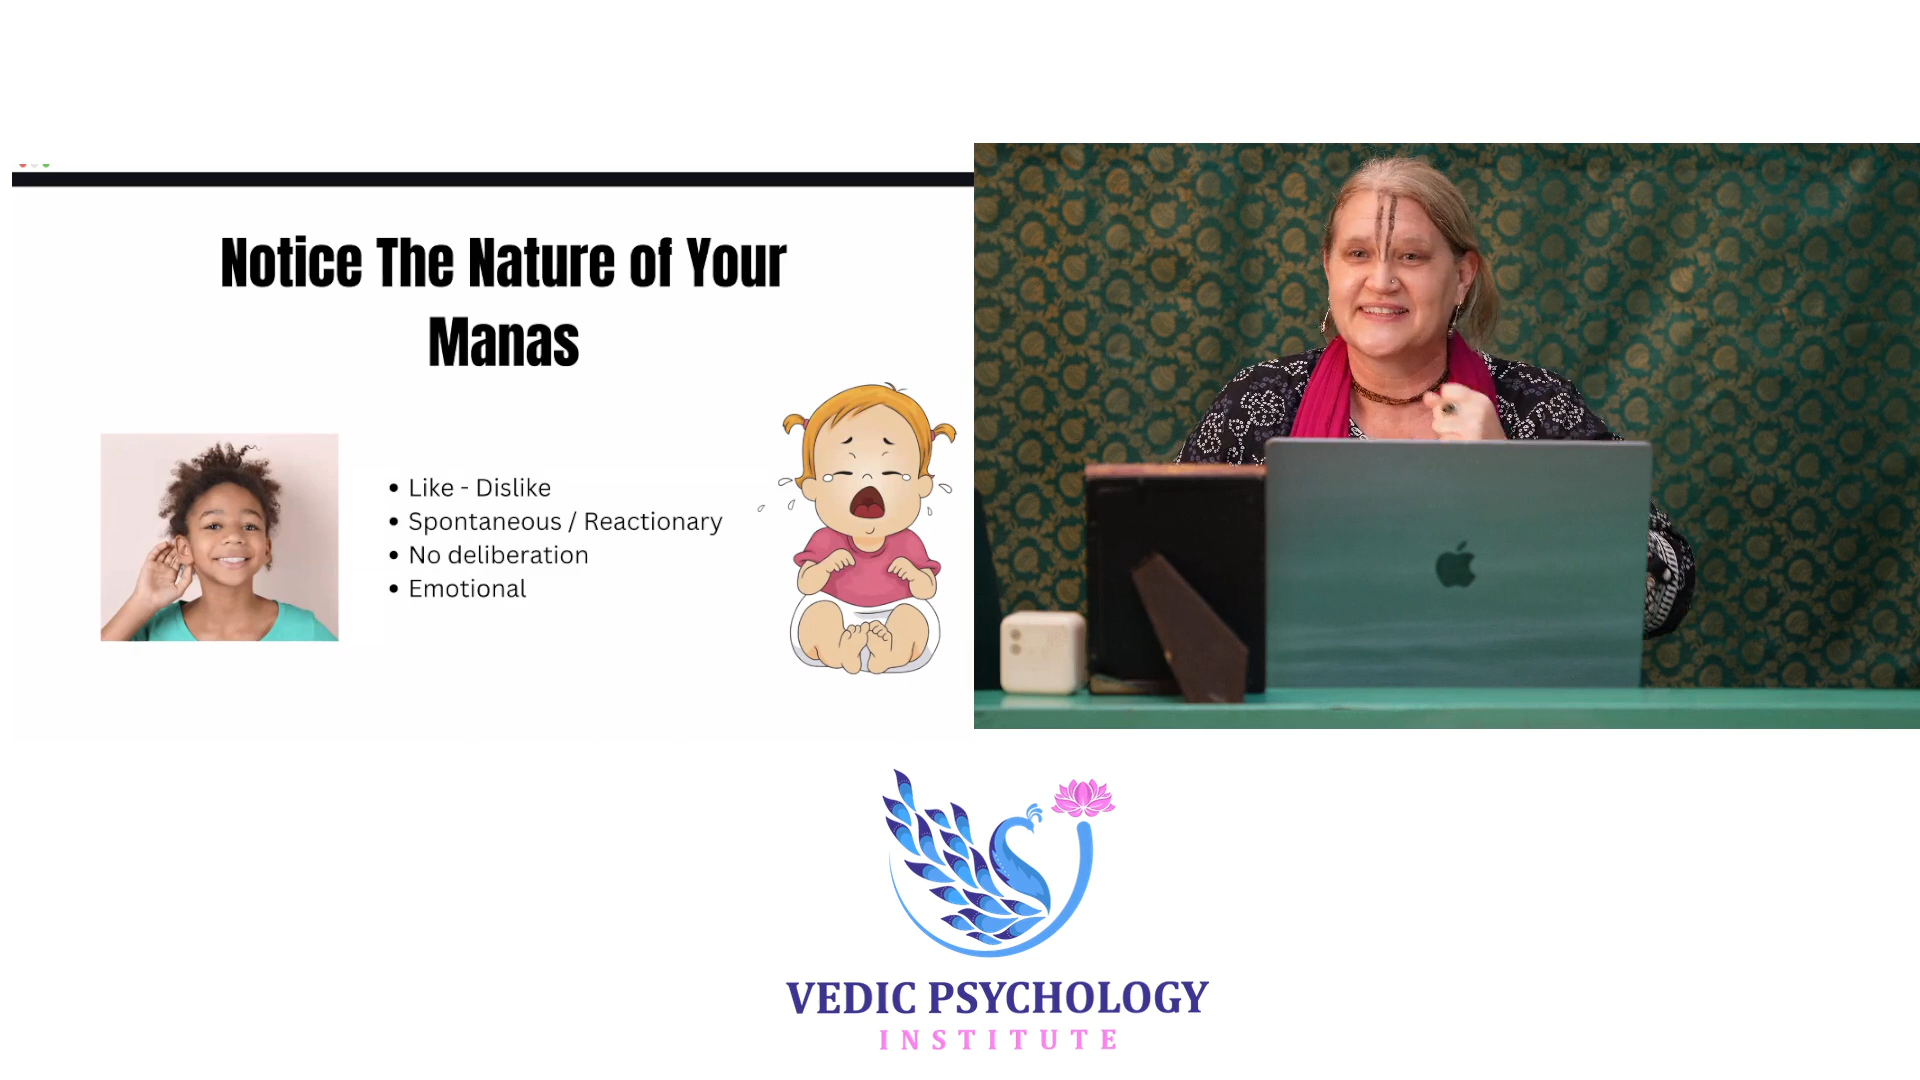 Notice The Nature of Your
Manas
• Like - Dislike
• Spontaneous / Reactionary
• No deliberation
• Emotional
VEDIC PSYCHOLOGY
INSTITUTE